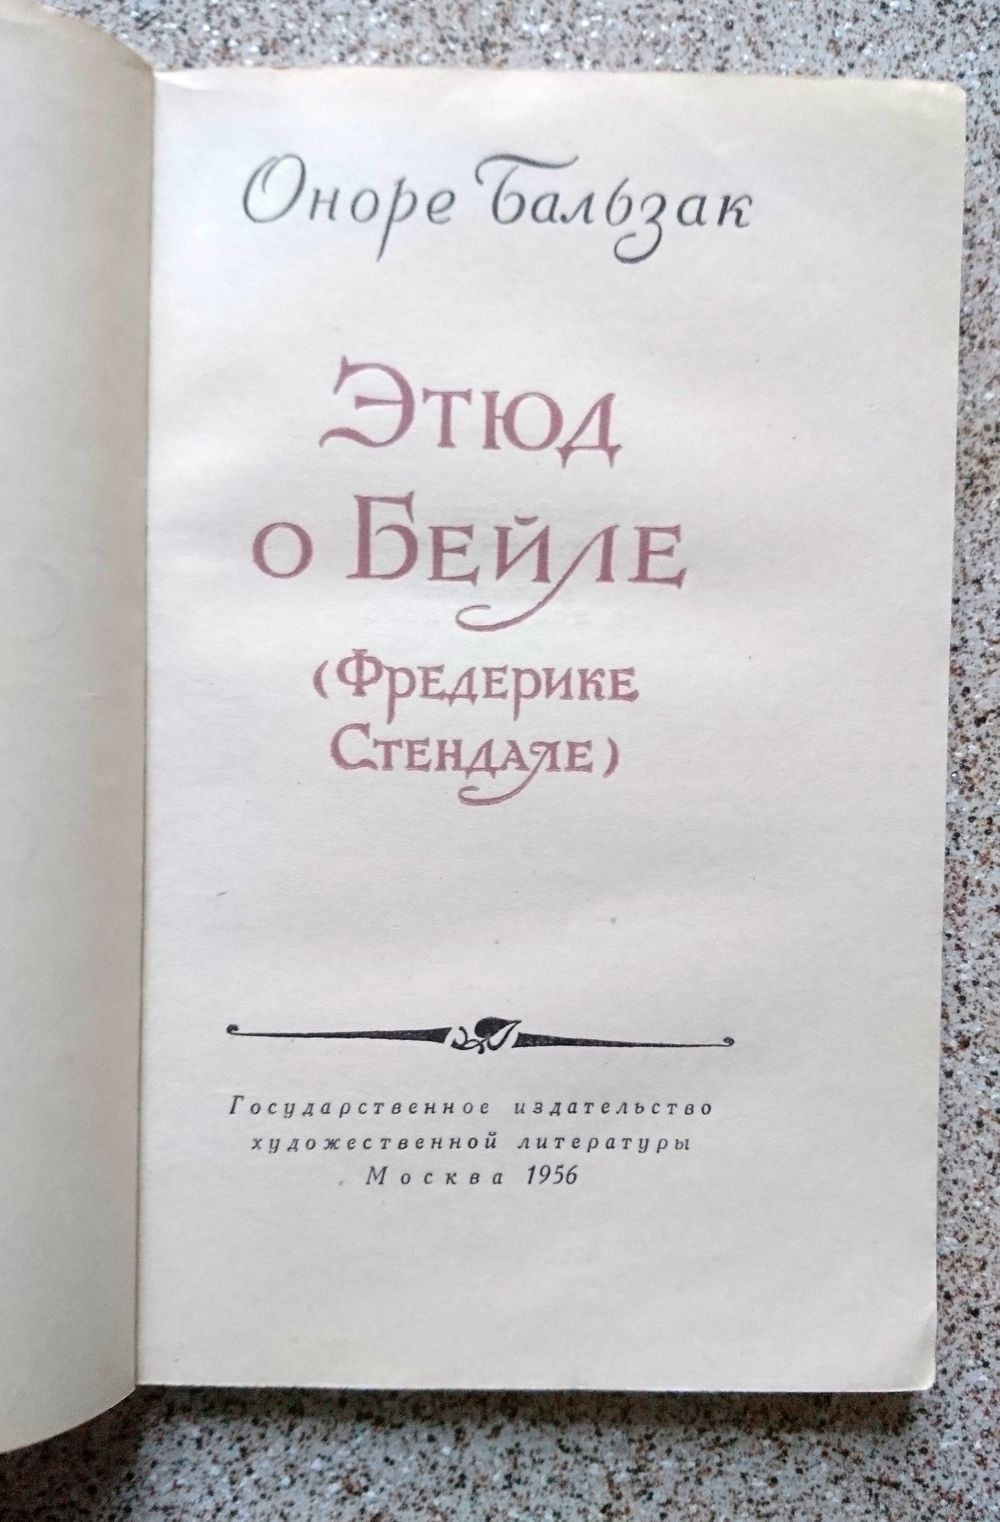 Оноре Бальзак
Этюд
о Бейле
(Фредерике
Стендале)
Государственное издательство
художественной литературы
Москва 1956